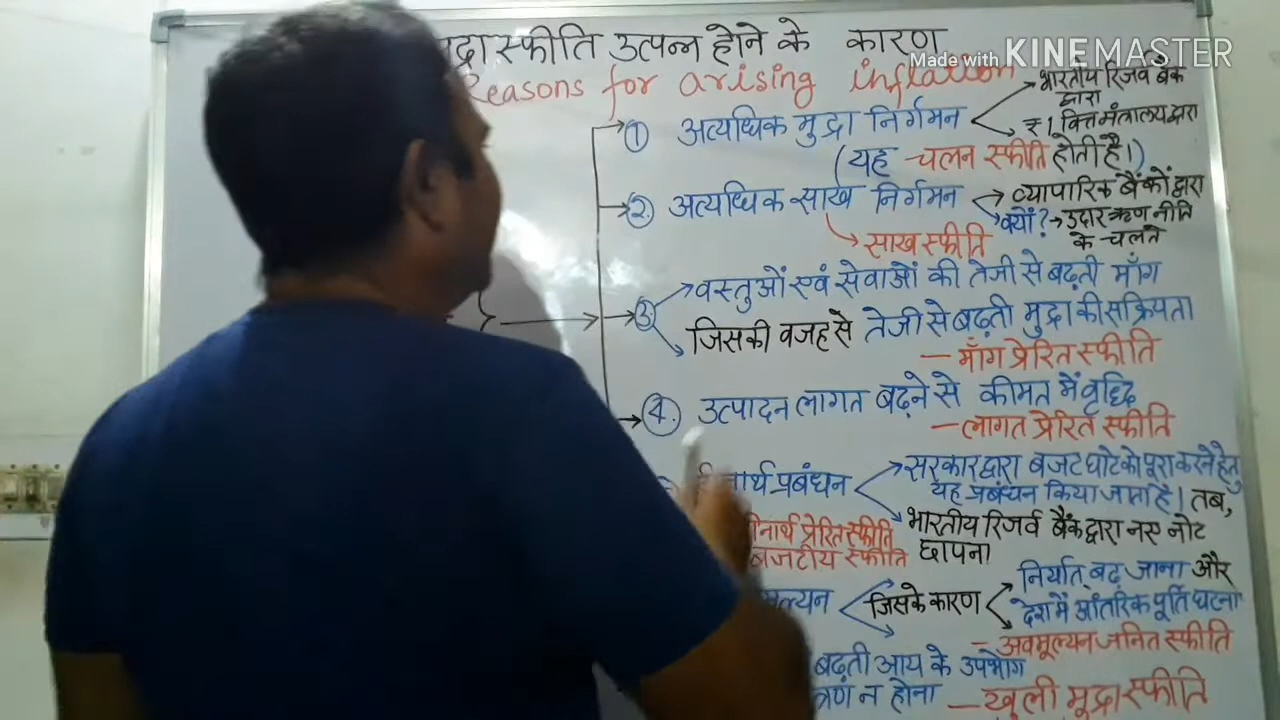 मुद्रा स्फीति उत्पन्न होने के कारण
Made with KINEMASTER
Reasons for arising inflation
भारतीय रिजर्व बैंक
द्वारा
① अत्यधिक मुद्रा निर्गमन
₹1 वित्त मंत्रालय द्वारा
(यह चलन स्फीति होती है।)
② अत्यधिक साख निर्गमन
व्यापारिक बैंकों द्वारा
क्यों? → उदार ऋण नीति
के चलते
साख स्फीति
③ वस्तुओं एवं सेवाओं की तेजी से बढ़ती माँग
जिसकी वजह से तेजी से बढ़ती मुद्रा की सक्रियता
— माँग प्रेरित स्फीति
④. उत्पादन लागत बढ़ने से कीमत में वृद्धि
— लागत प्रेरित स्फीति
प्रबंधन
सरकार द्वारा बजट घाटे को पूरा करने हेतु
यह प्रबंधन किया जाता है। तब,
भारतीय रिजर्व बैंक द्वारा नए नोट
छापना
प्रेरित स्फीति
बजटीय स्फीति
जिसके कारण
निर्यात् बढ़ जाना और
देश में आंतरिक पूर्ति घटना
- अवमूल्यन जनित स्फीति
बढ़ती आय के उपभोग
न होना — खुली मुद्रा स्फीति